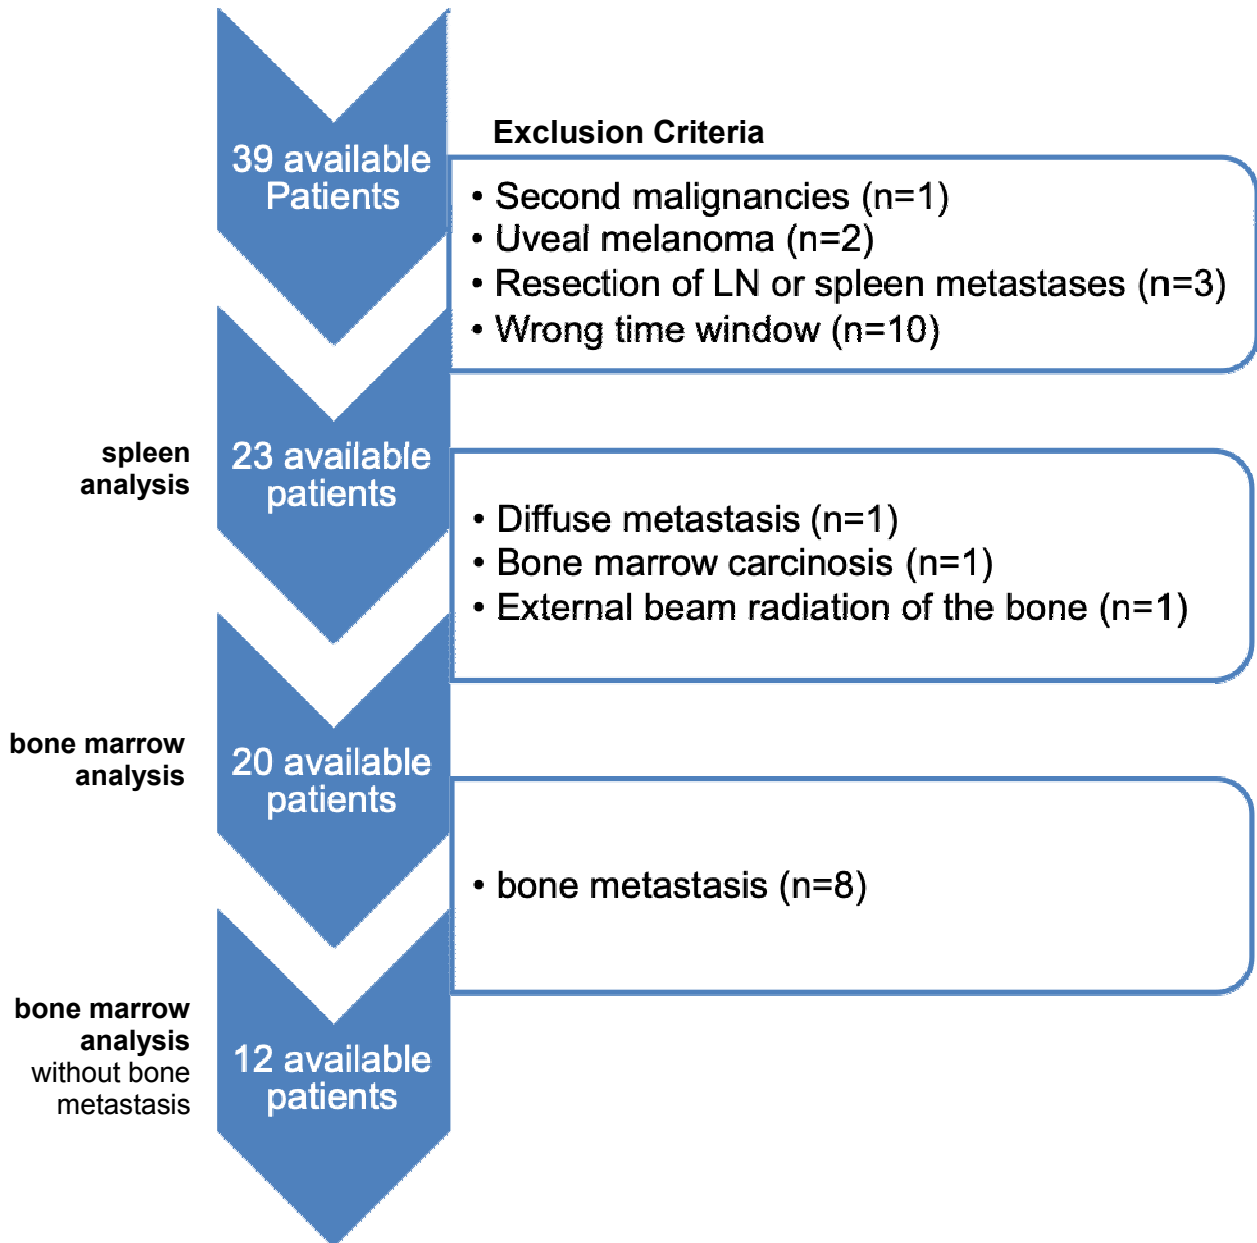 Exclusion Criteria
39 available
Patients
• Second malignancies (n=1)
• Uveal melanoma (n=2)
• Resection of LN or spleen metastases (n=3)
• Wrong time window (n=10)
spleen
analysis
23 available
patients
• Diffuse metastasis (n=1)
• Bone marrow carcinosis (n=1)
• External beam radiation of the bone (n=1)
bone marrow
analysis
20 available
patients
• bone metastasis (n=8)
bone marrow
analysis
without bone
metastasis
12 available
patients